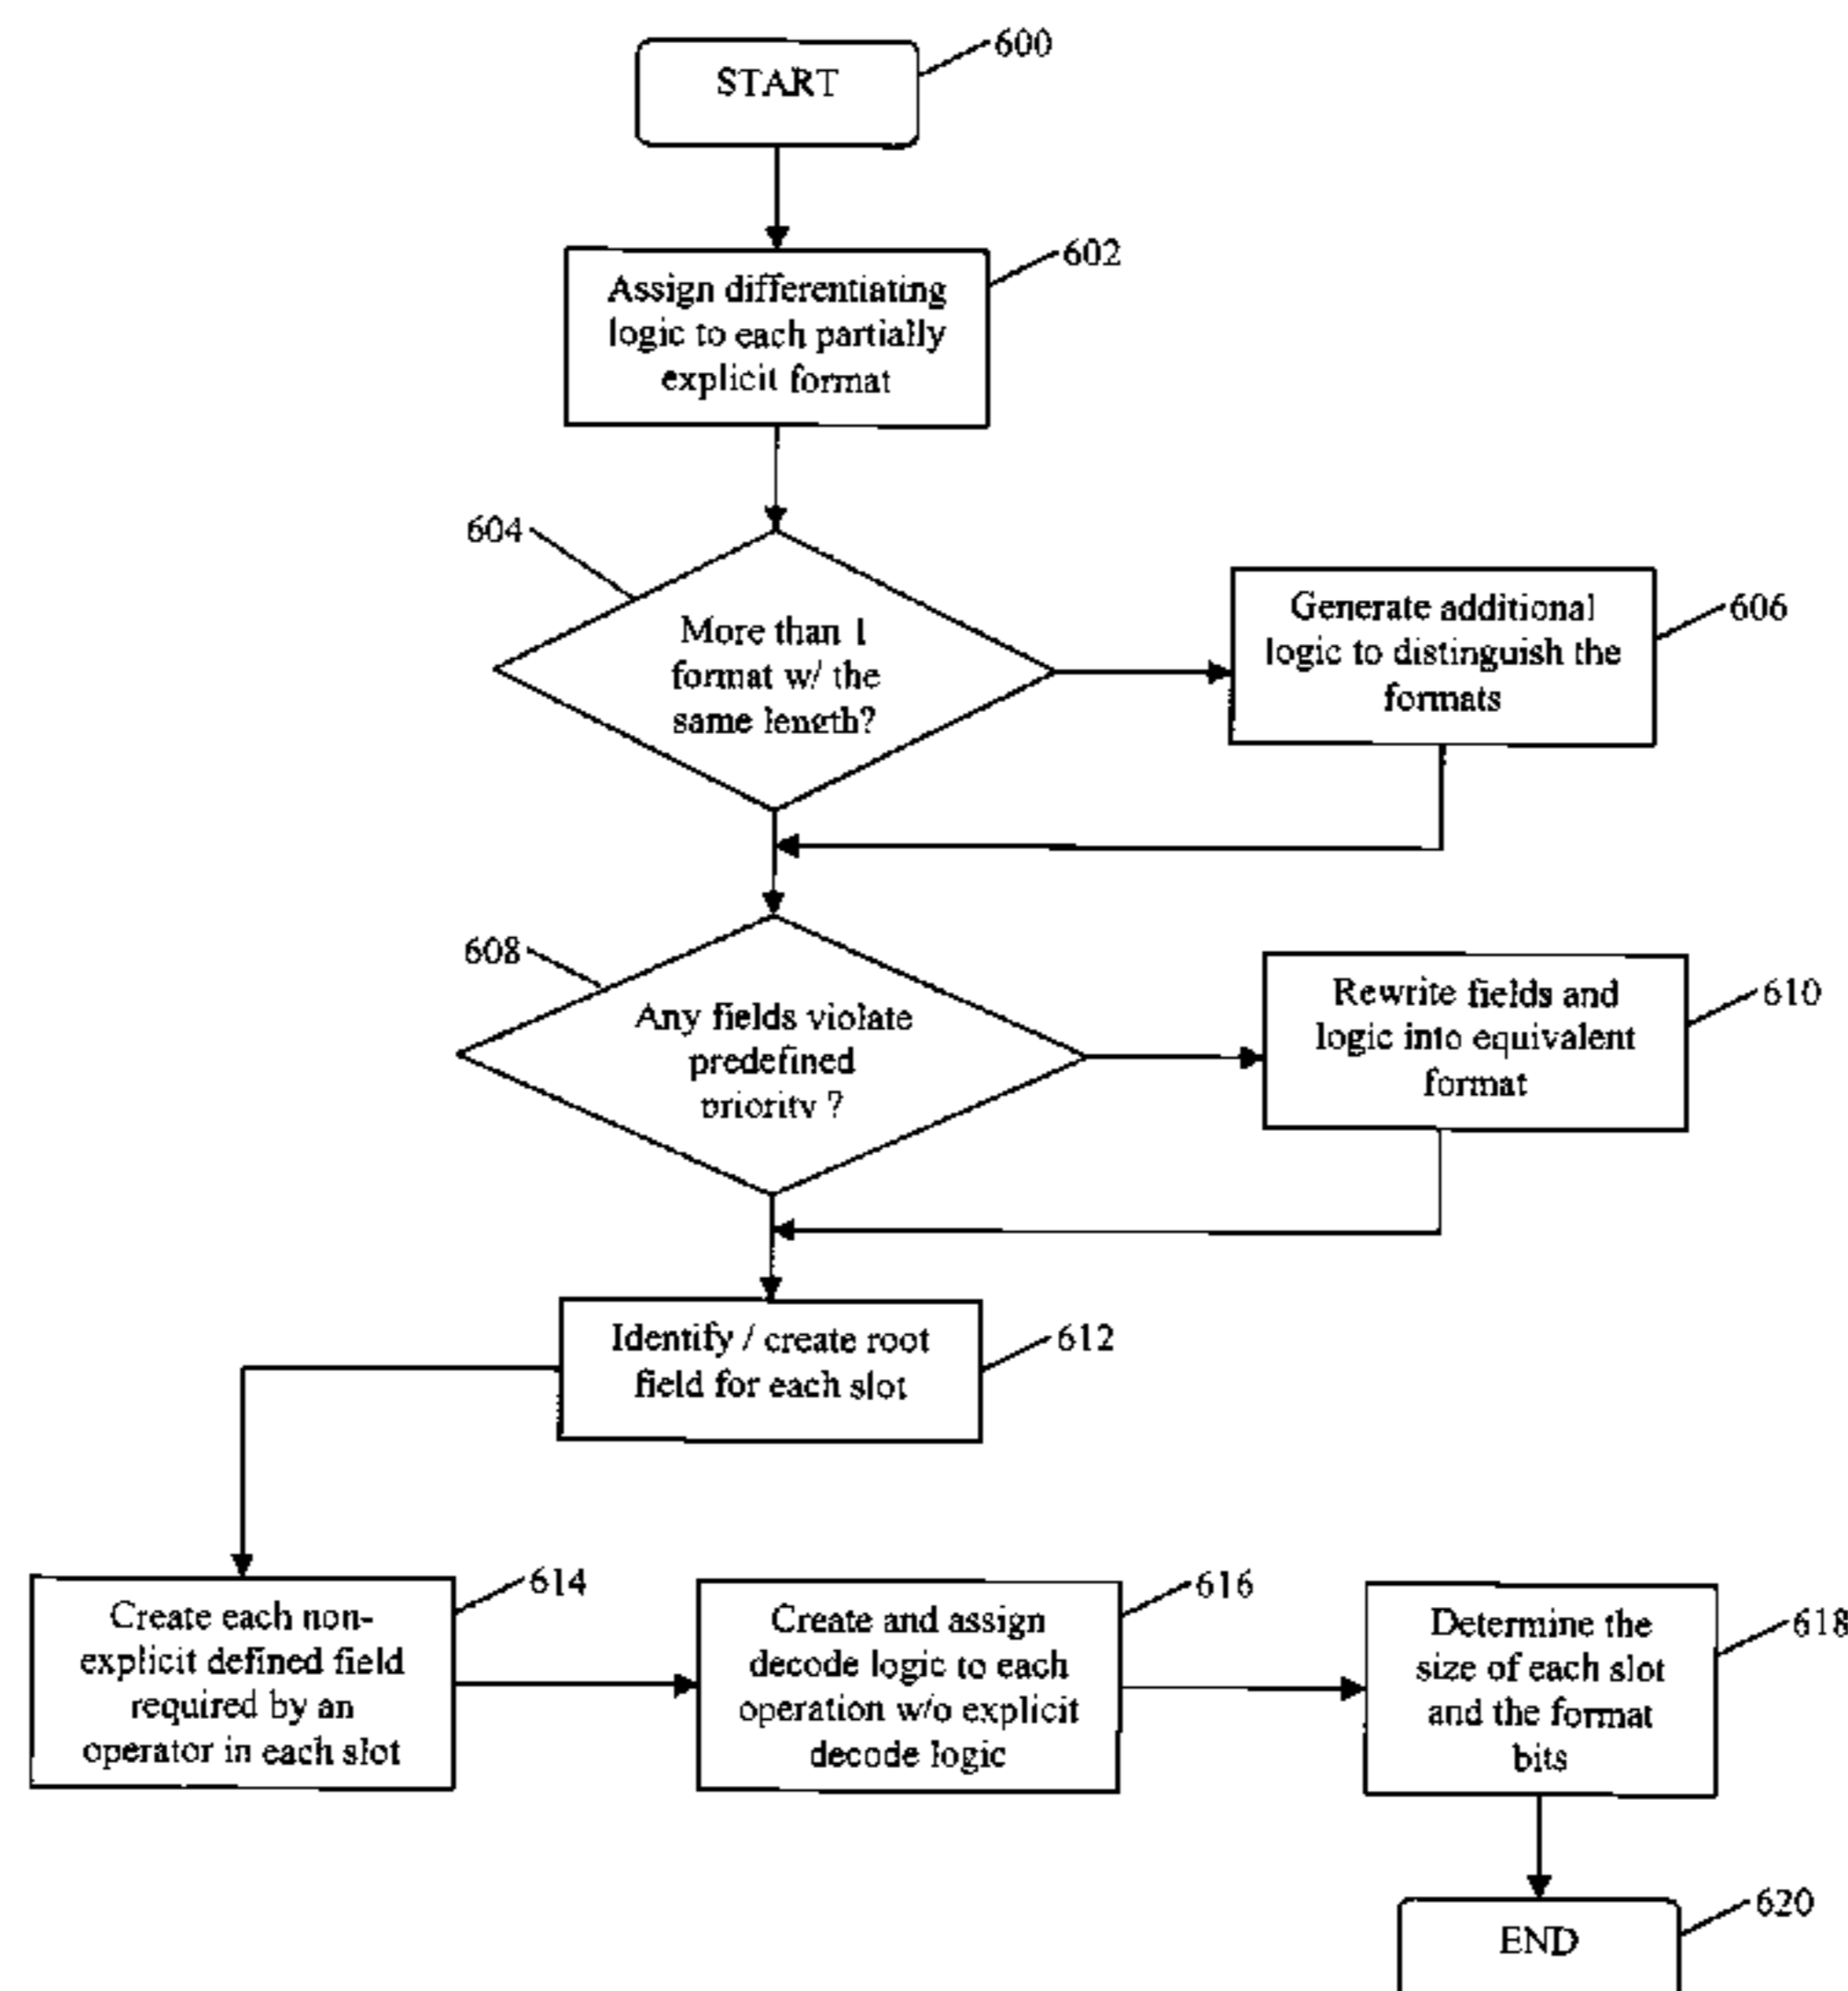 START
600
Assign differentiating
logic to each partially
explicit format
602
604
More than 1
format w/ the
same length?
Generate additional
logic to distinguish the
formats
606
608
Any fields violate
predefined
priority ?
Rewrite fields and
logic into equivalent
format
610
Identify / create root
field for each slot
612
Create each non-
explicit defined field
required by an
operator in each slot
614
Create and assign
decode logic to each
operation w/o explicit
decode logic
616
Determine the
size of each slot
and the format
bits
618
END
620